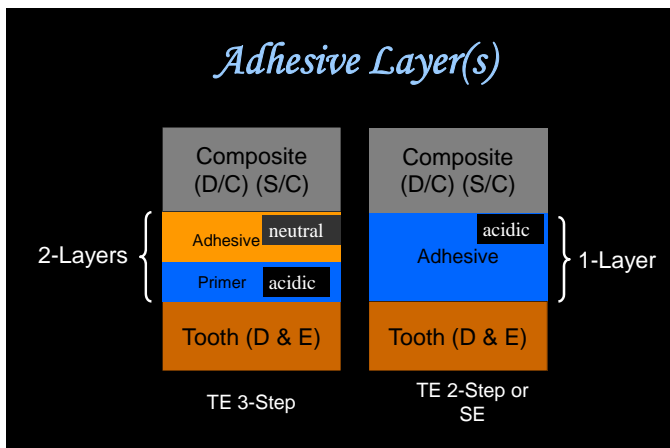 Adhesive Layer(s)
Composite
(D/C) (S/C)
neutral
Adhesive
Primer
acidic
2-Layers
Tooth (D & E)
TE 3-Step
Composite
(D/C) (S/C)
acidic
Adhesive
1-Layer
Tooth (D & E)
TE 2-Step or
SE